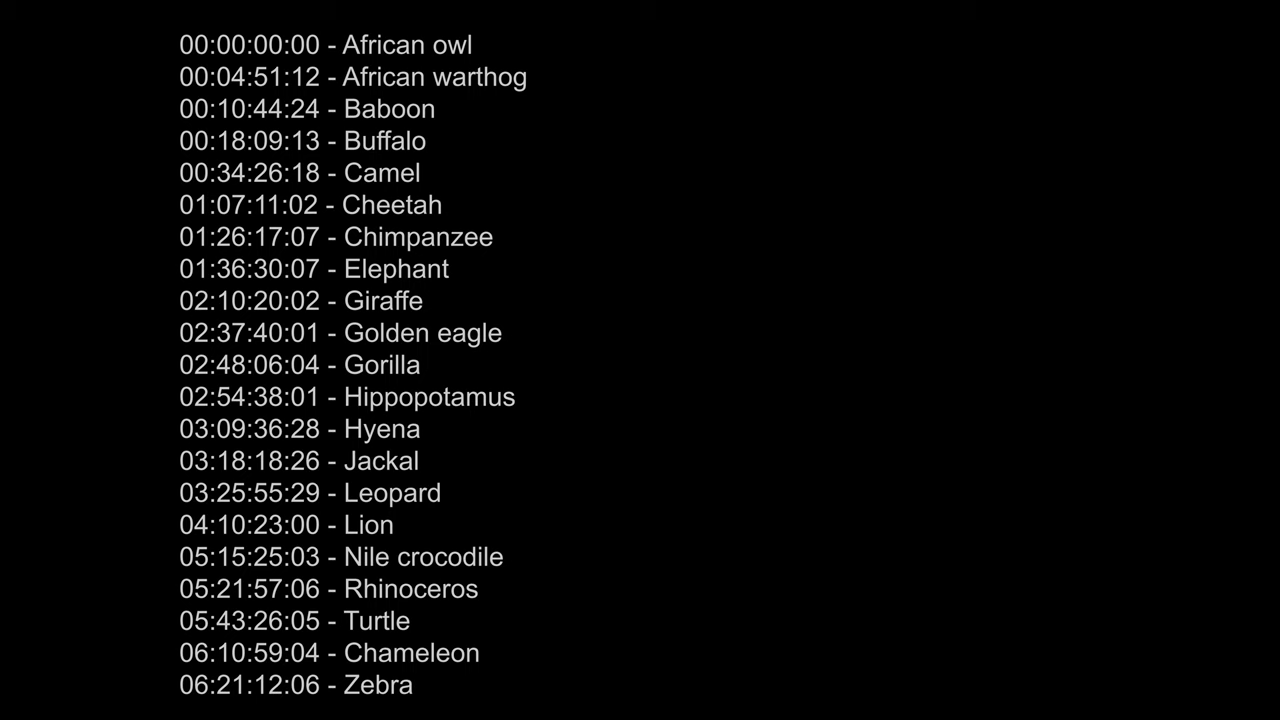 00:00:00:00 - African owl
00:04:51:12 - African warthog
00:10:44:24 - Baboon
00:18:09:13 - Buffalo
00:34:26:18 - Camel
01:07:11:02 - Cheetah
01:26:17:07 - Chimpanzee
01:36:30:07 - Elephant
02:10:20:02 - Giraffe
02:37:40:01 - Golden eagle
02:48:06:04 - Gorilla
02:54:38:01 - Hippopotamus
03:09:36:28 - Hyena
03:18:18:26 - Jackal
03:25:55:29 - Leopard
04:10:23:00 - Lion
05:15:25:03 - Nile crocodile
05:21:57:06 - Rhinoceros
05:43:26:05 - Turtle
06:10:59:04 - Chameleon
06:21:12:06 - Zebra